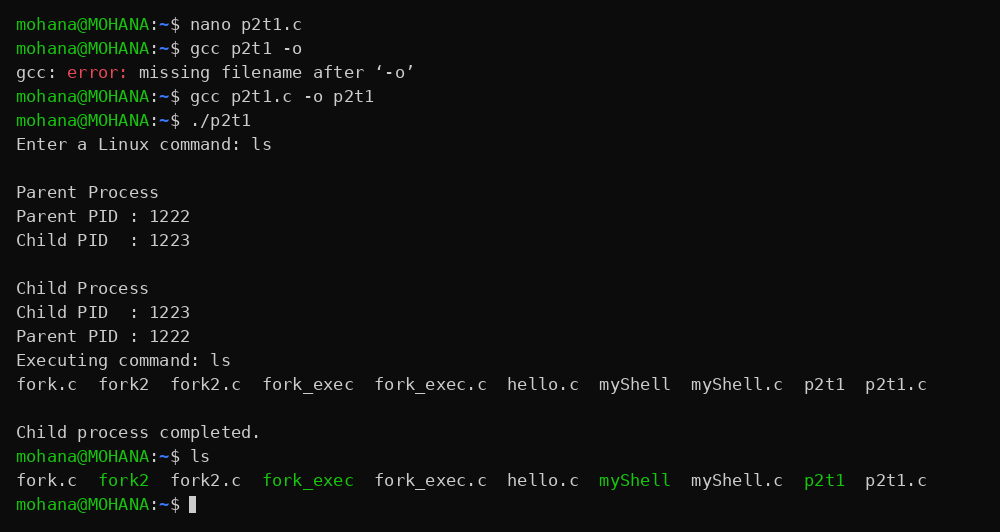 mohana@MOHANA:~$ nano p2t1.c
mohana@MOHANA:~$ gcc p2t1 -o
gcc: error: missing filename after ‘-o’
mohana@MOHANA:~$ gcc p2t1.c -o p2t1
mohana@MOHANA:~$ ./p2t1
Enter a Linux command: ls

Parent Process
Parent PID : 1222
Child PID  : 1223

Child Process
Child PID  : 1223
Parent PID : 1222
Executing command: ls
fork.c  fork2  fork2.c  fork_exec  fork_exec.c  hello.c  myShell  myShell.c  p2t1  p2t1.c

Child process completed.
mohana@MOHANA:~$ ls
fork.c  fork2  fork2.c  fork_exec  fork_exec.c  hello.c  myShell  myShell.c  p2t1  p2t1.c
mohana@MOHANA:~$